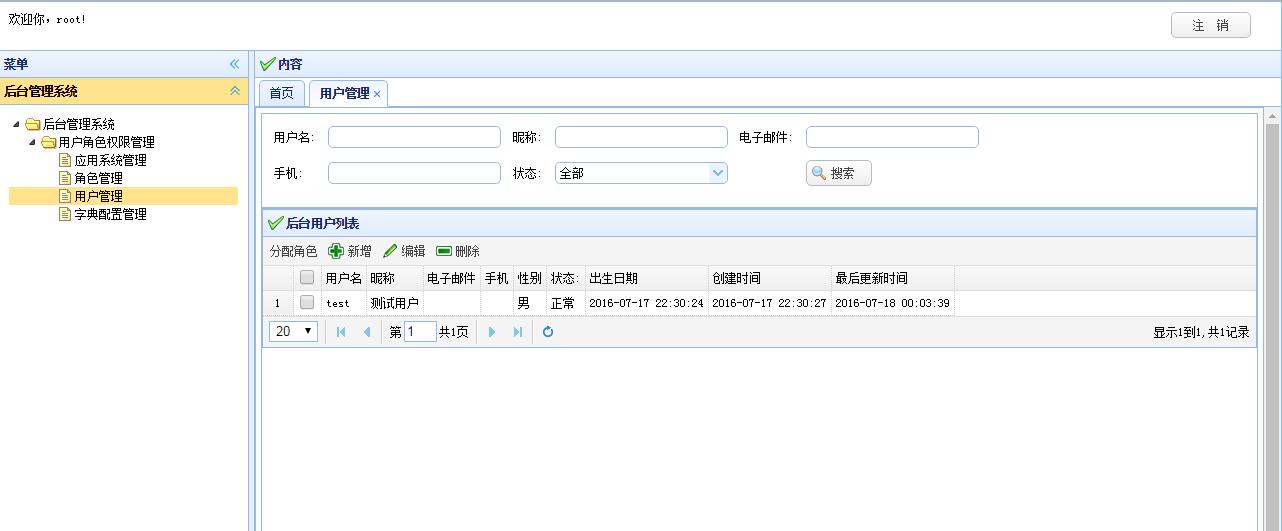 欢迎你，root!
注 销
菜单
内容
后台管理系统
首页 用户管理
后台管理系统
用户角色权限管理
应用系统管理
角色管理
用户管理
字典配置管理
用户名： 昵称： 电子邮件：
手机： 状态： 全部 搜索
后台用户列表
分配角色 新增 编辑 删除
用户名 昵称 电子邮件 手机 性别 状态： 出生日期 创建时间 最后更新时间
1 test 测试用户 男 正常 2016-07-17 22:30:24 2016-07-17 22:30:27 2016-07-18 00:03:39
20 第 1 共1页 显示1到1,共1记录